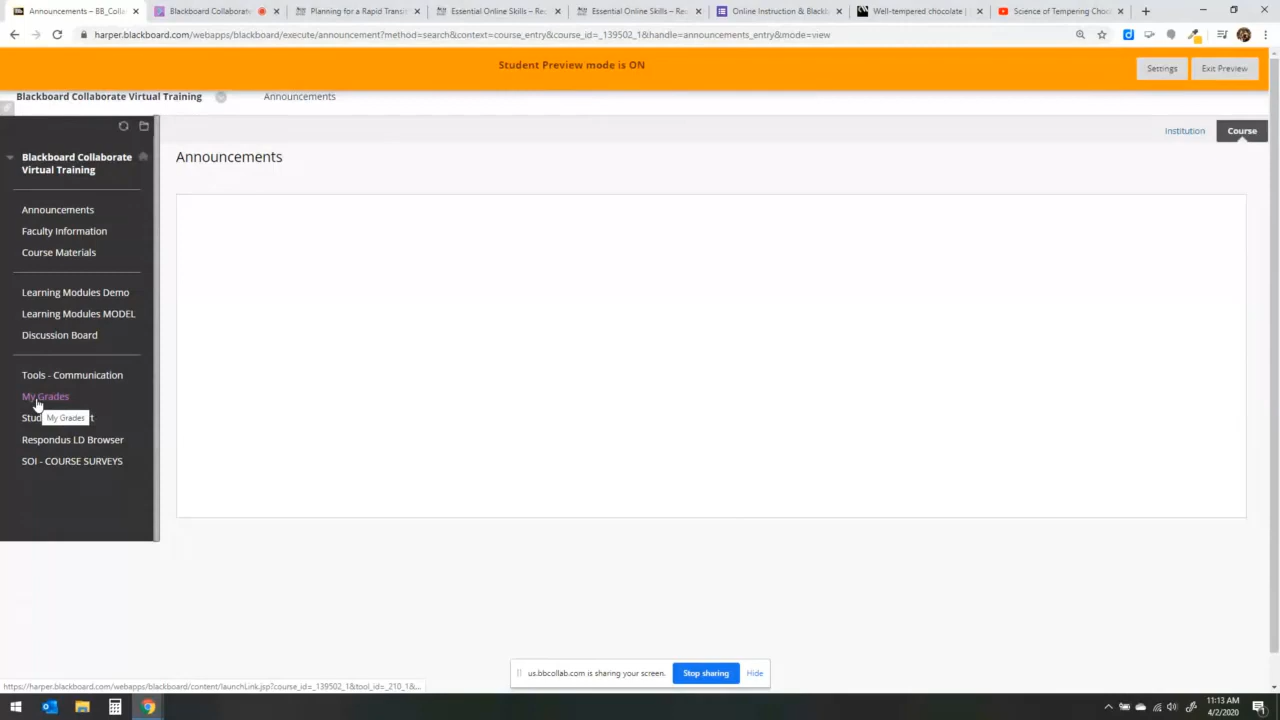 Announcements – BB_Colle
Blackboard Collaborate
Planning for a Rapid Transit
Essential Online Skills – Re
Essential Online Skills – Re
Online Instruction & Blackb
Well-tempered chocolate |
Science of Tempering Choc
harper.blackboard.com/webapps/blackboard/execute/announcement?method=search&context=course_entry&course_id=_139502_1&handle=announcements_entry&mode=view
Student Preview mode is ON
Settings
Exit Preview
Blackboard Collaborate Virtual Training
Announcements
Institution
Course
Blackboard Collaborate
Virtual Training
Announcements
Faculty Information
Course Materials
Learning Modules Demo
Learning Modules MODEL
Discussion Board
Tools - Communication
My Grades
Stud
My Grades
Respondus LD Browser
SOI - COURSE SURVEYS
Announcements
us.bbcollab.com is sharing your screen.
Stop sharing
Hide
https://harper.blackboard.com/webapps/blackboard/content/launchLink.jsp?course_id=_139502_1&tool_id=_210_1&...
11:13 AM
4/2/2020